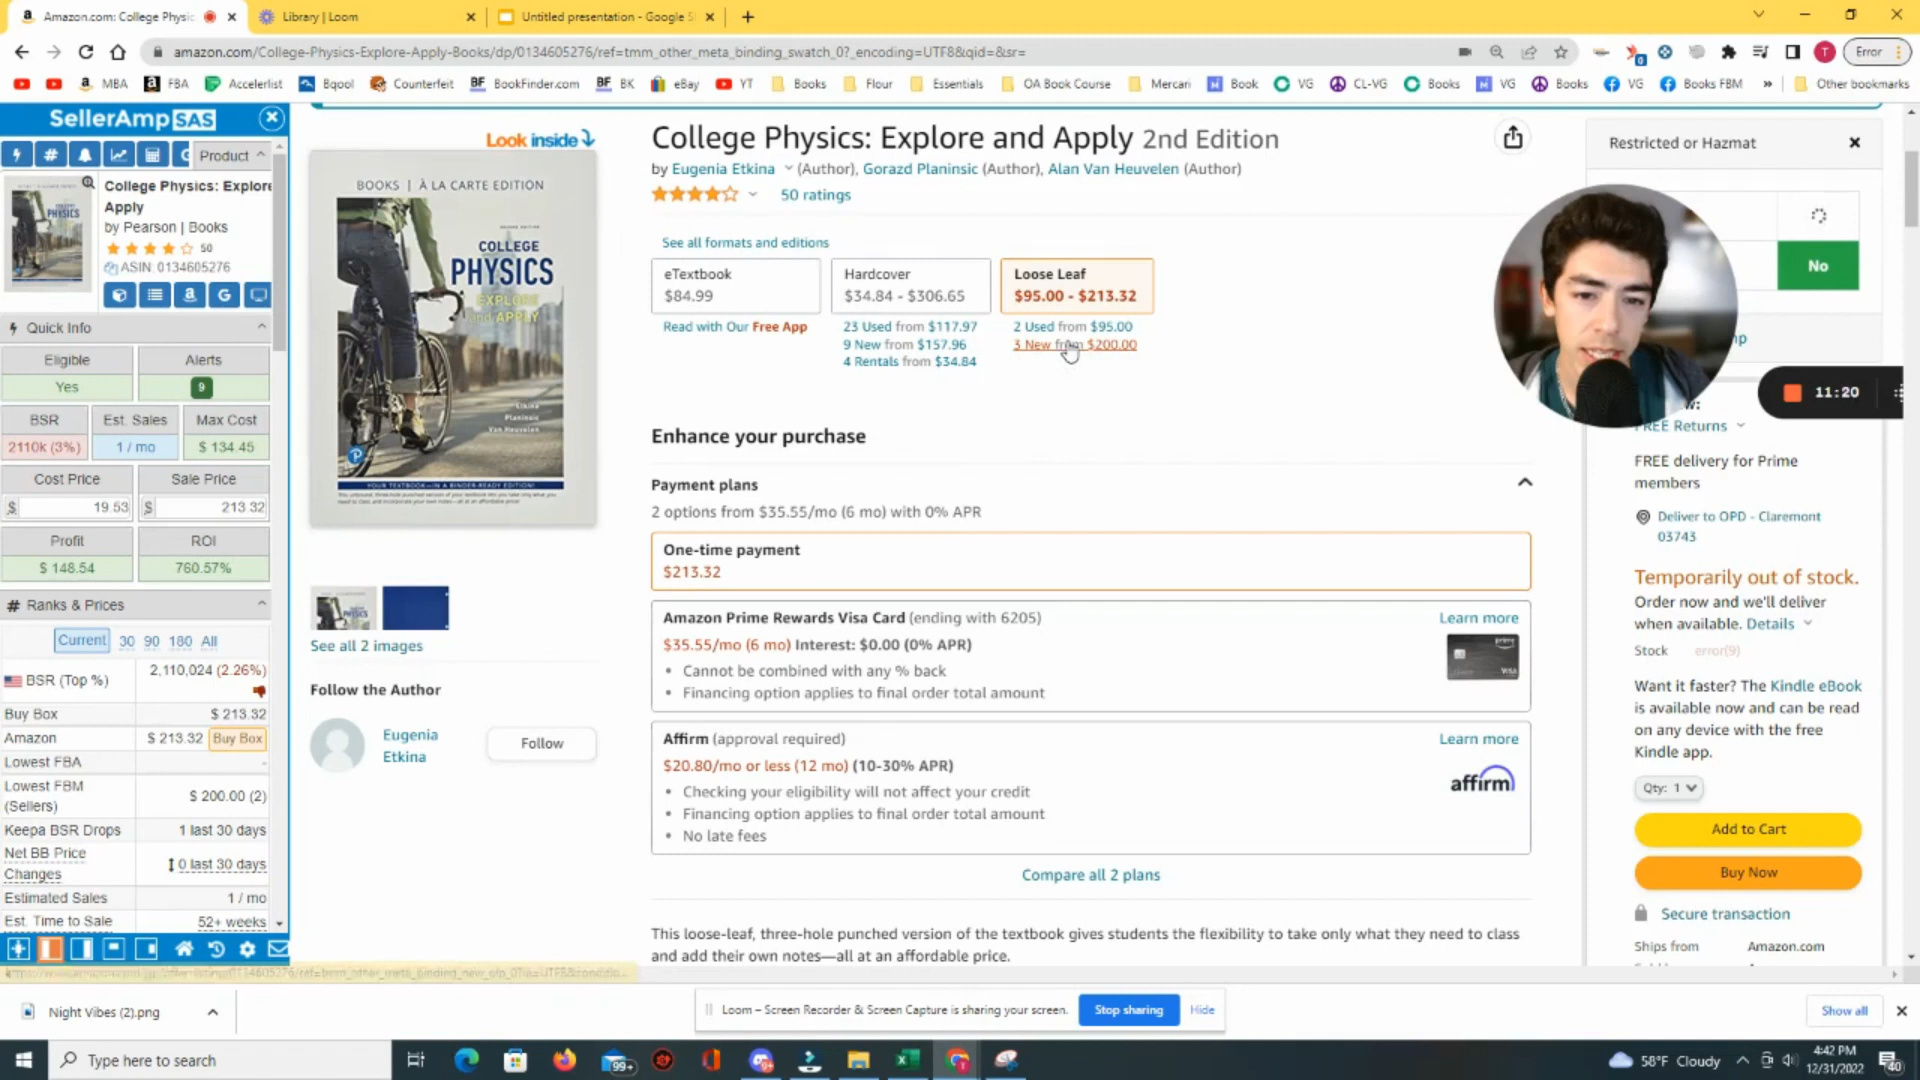 Amazon.com: College Physic
Library | Loom
Untitled presentation - Google S
amazon.com/College-Physics-Explore-Apply-Books/dp/0134605276/ref=tmm_other_meta_binding_swatch_0?_encoding=UTF8&qid=&sr=
T
Error
MBA
FBA
Accelerlist
Bqool
Counterfeit
BF BookFinder.com
BF BK
eBay
YT
Books
Flour
Essentials
OA Book Course
Mercari
Book
VG
CL-VG
Books
VG
Books
VG
Books FBM
»
Other bookmarks
SellerAmp SAS
Product
College Physics: Explore
Apply
by Pearson | Books
50
ASIN: 0134605276
Quick Info
Eligible Alerts
Yes 9
BSR Est. Sales Max Cost
2110k (3%) 1 / mo $ 134.45
Cost Price Sale Price
$ 19.53 $ 213.32
Profit ROI
$ 148.54 760.57%
# Ranks & Prices
Current 30 90 180 All
BSR (Top %) 2,110,024 (2.26%)
Buy Box $ 213.32
Amazon $ 213.32 Buy Box
Lowest FBA -
Lowest FBM
(Sellers) $ 200.00 (2)
Keepa BSR Drops 1 last 30 days
Net BB Price
Changes 0 last 30 days
Estimated Sales 1 / mo
Est. Time to Sale 52+ weeks
Look inside
BOOKS | À LA CARTE EDITION
SECOND EDITION
COLLEGE
PHYSICS
EXPLORE
and APPLY
Etkina
Planinsic
Van Heuvelen
P
YOUR TEXTBOOK—IN A BINDER-READY EDITION!
See all 2 images
Follow the Author
Eugenia
Etkina
Follow
College Physics: Explore and Apply 2nd Edition
by Eugenia Etkina (Author), Gorazd Planinsic (Author), Alan Van Heuvelen (Author)
50 ratings
See all formats and editions
eTextbook
$84.99
Read with Our Free App
Hardcover
$34.84 - $306.65
23 Used from $117.97
9 New from $157.96
4 Rentals from $34.84
Loose Leaf
$95.00 - $213.32
2 Used from $95.00
3 New from $200.00
Enhance your purchase
Payment plans
2 options from $35.55/mo (6 mo) with 0% APR
One-time payment
$213.32
Amazon Prime Rewards Visa Card (ending with 6205)
Learn more
$35.55/mo (6 mo) Interest: $0.00 (0% APR)
• Cannot be combined with any % back
• Financing option applies to final order total amount
prime
VISA
Affirm (approval required)
Learn more
$20.80/mo or less (12 mo) (10-30% APR)
• Checking your eligibility will not affect your credit
• Financing option applies to final order total amount
• No late fees
affirm
Compare all 2 plans
This loose-leaf, three-hole punched version of the textbook gives students the flexibility to take only what they need to class
and add their own notes—all at an affordable price.
Restricted or Hazmat
No
11:20
FREE Returns
FREE delivery for Prime
members
Deliver to OPD - Claremont
03743
Temporarily out of stock.
Order now and we'll deliver
when available. Details
Stock error(9)
Want it faster? The Kindle eBook
is available now and can be read
on any device with the free
Kindle app.
Qty: 1
Add to Cart
Buy Now
Secure transaction
Ships from Amazon.com
Night Vibes (2).png
Loom – Screen Recorder & Screen Capture is sharing your screen.
Stop sharing
Hide
Show all
Type here to search
99+
58°F Cloudy
4:42 PM
12/31/2022
40